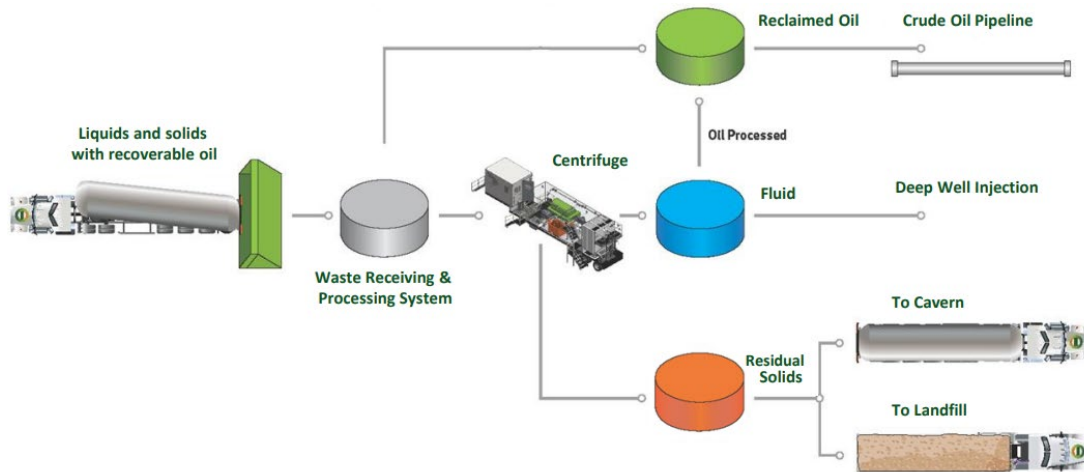 Reclaimed Oil
Crude Oil Pipeline
Liquids and solids
with recoverable oil
Oil Processed
Centrifuge
Fluid
Deep Well Injection
Waste Receiving &
Processing System
To Cavern
Residual
Solids
To Landfill